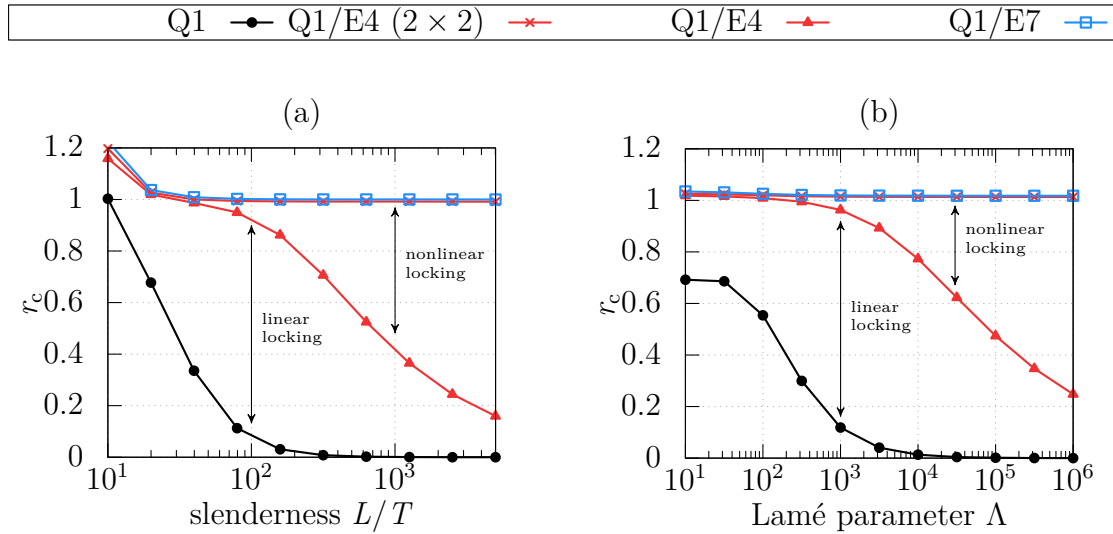 Q1 Q1/E4 (2 × 2) Q1/E4 Q1/E7
(a)
1.2
1
0.8
0.6
0.4
0.2
0
r_c
nonlinear
locking
linear
locking
10^1 10^2 10^3
slenderness L/T
(b)
1.2
1
0.8
0.6
0.4
0.2
0
r_c
nonlinear
locking
linear
locking
10^1 10^2 10^3 10^4 10^5 10^6
Lamé parameter Λ